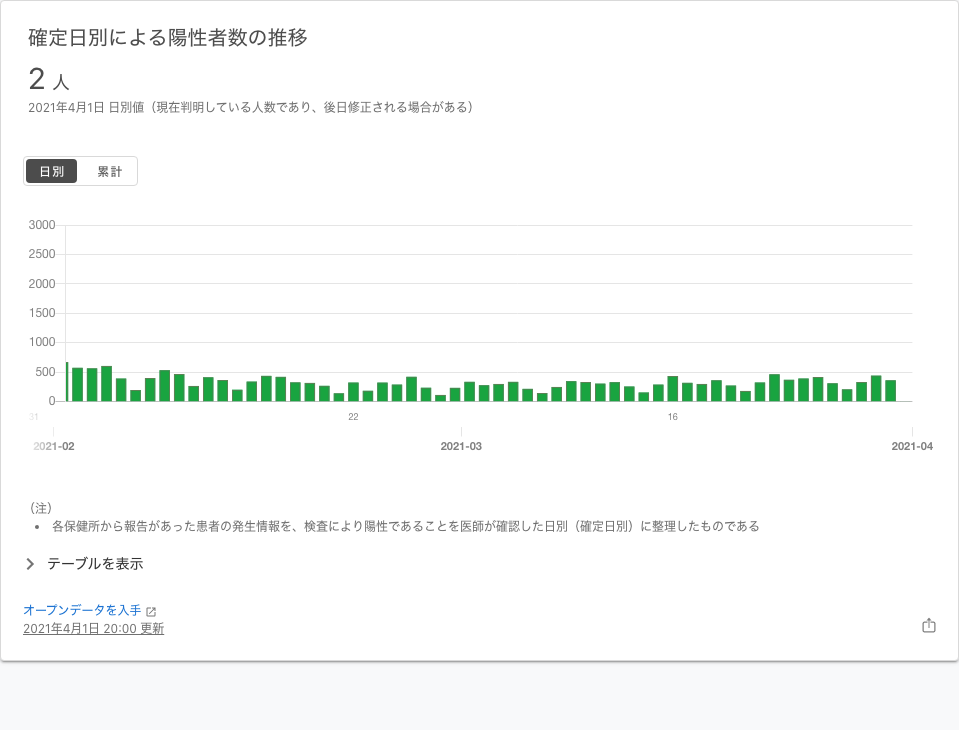 確定日別による陽性者数の推移
2 人
2021年4月1日 日別値（現在判明している人数であり、後日修正される場合がある）
日別 累計
3000
2500
2000
1500
1000
500
0
31 22 16
2021-02 2021-03 2021-04
（注）
• 各保健所から報告があった患者の発生情報を、検査により陽性であることを医師が確認した日別（確定日別）に整理したものである
テーブルを表示
オープンデータを入手
2021年4月1日 20:00 更新